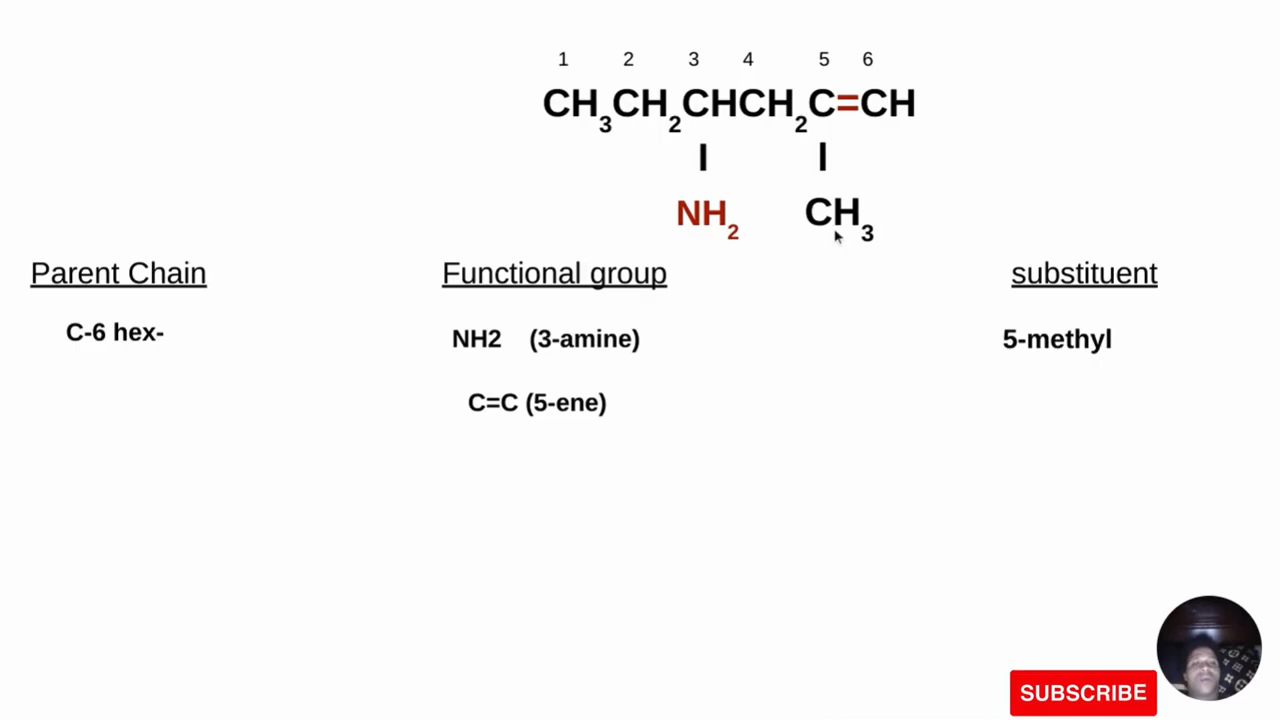 1 2 3 4 5 6
CH3CH2CHCH2C=CH
I I
NH2 CH3
Parent Chain Functional group substituent
C-6 hex- NH2 (3-amine) 5-methyl
C=C (5-ene)
SUBSCRIBE